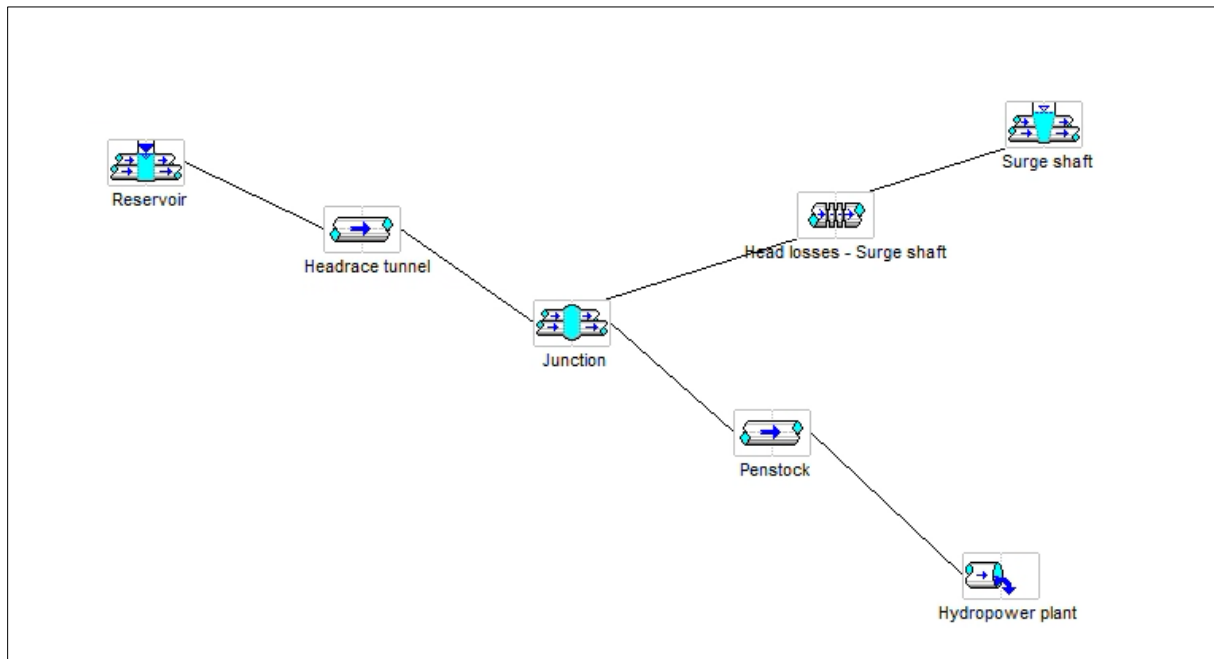 Surge shaft
Reservoir
Head losses - Surge shaft
Headrace tunnel
Junction
Penstock
Hydropower plant